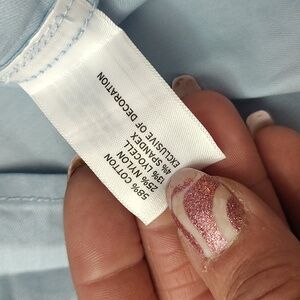 58% COTTON
25% NYLON
13% LYOCELL
4% SPANDEX
EXCLUSIVE OF DECORATION